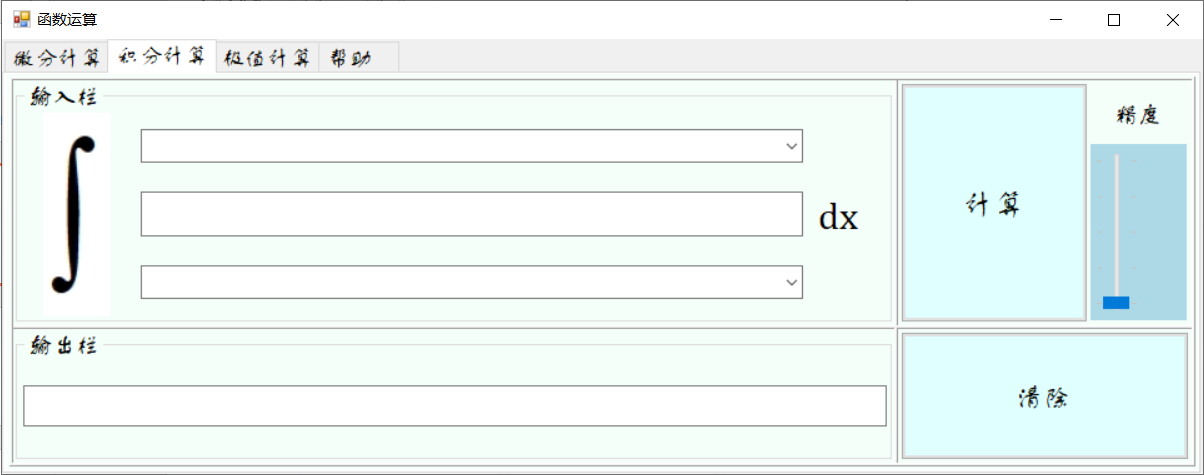 函数运算
微分计算 积分计算 极值计算 帮助
输入栏
∫
dx
计算
精度
输出栏
清除